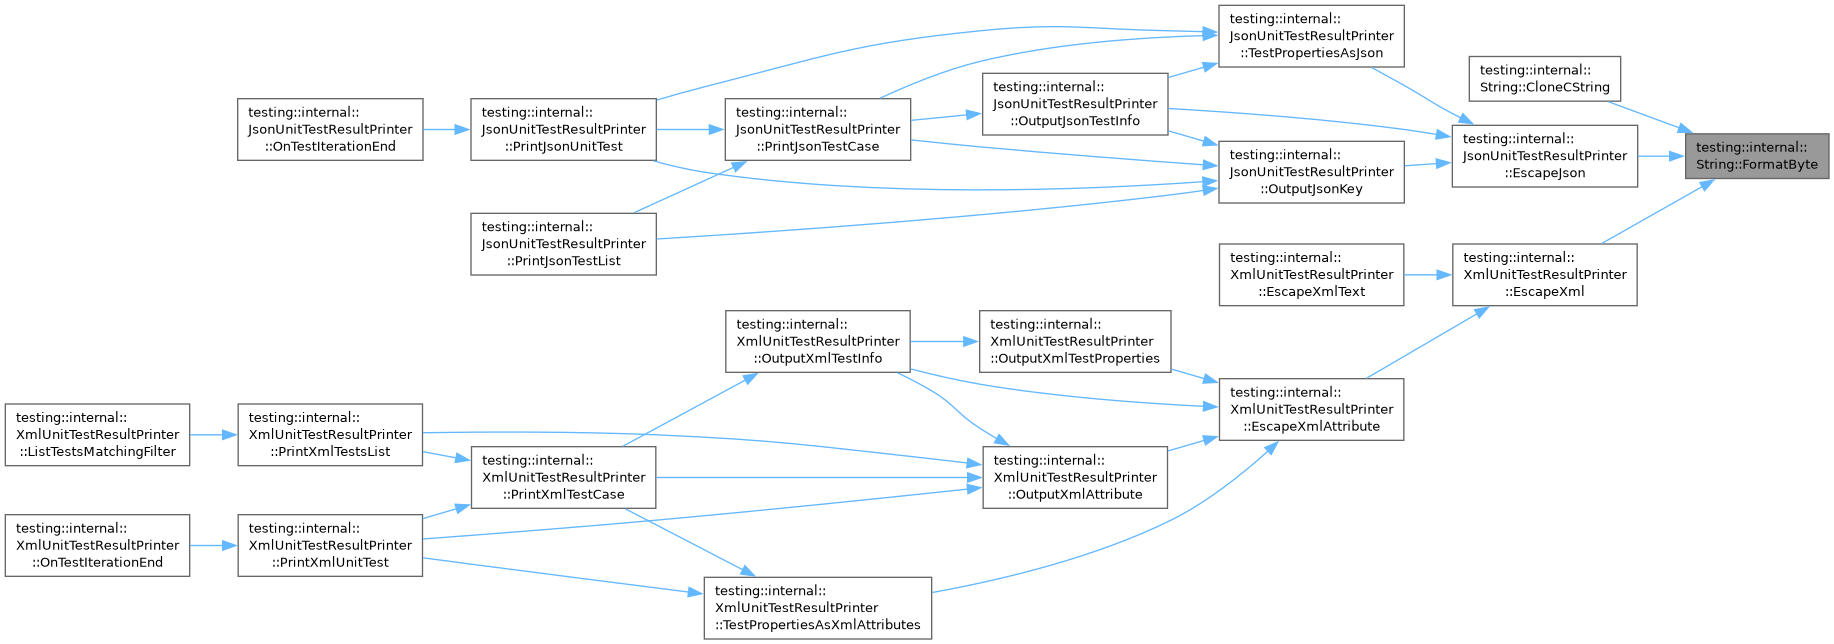 testing::internal::
JsonUnitTestResultPrinter
::TestPropertiesAsJson
testing::internal::
String::CloneCString
testing::internal::
JsonUnitTestResultPrinter
::OutputJsonTestInfo
testing::internal::
JsonUnitTestResultPrinter
::OnTestIterationEnd
testing::internal::
JsonUnitTestResultPrinter
::PrintJsonUnitTest
testing::internal::
JsonUnitTestResultPrinter
::PrintJsonTestCase
testing::internal::
JsonUnitTestResultPrinter
::EscapeJson
testing::internal::
String::FormatByte
testing::internal::
JsonUnitTestResultPrinter
::OutputJsonKey
testing::internal::
JsonUnitTestResultPrinter
::PrintJsonTestList
testing::internal::
XmlUnitTestResultPrinter
::EscapeXmlText
testing::internal::
XmlUnitTestResultPrinter
::EscapeXml
testing::internal::
XmlUnitTestResultPrinter
::OutputXmlTestInfo
testing::internal::
XmlUnitTestResultPrinter
::OutputXmlTestProperties
testing::internal::
XmlUnitTestResultPrinter
::EscapeXmlAttribute
testing::internal::
XmlUnitTestResultPrinter
::ListTestsMatchingFilter
testing::internal::
XmlUnitTestResultPrinter
::PrintXmlTestsList
testing::internal::
XmlUnitTestResultPrinter
::PrintXmlTestCase
testing::internal::
XmlUnitTestResultPrinter
::OutputXmlAttribute
testing::internal::
XmlUnitTestResultPrinter
::OnTestIterationEnd
testing::internal::
XmlUnitTestResultPrinter
::PrintXmlUnitTest
testing::internal::
XmlUnitTestResultPrinter
::TestPropertiesAsXmlAttributes